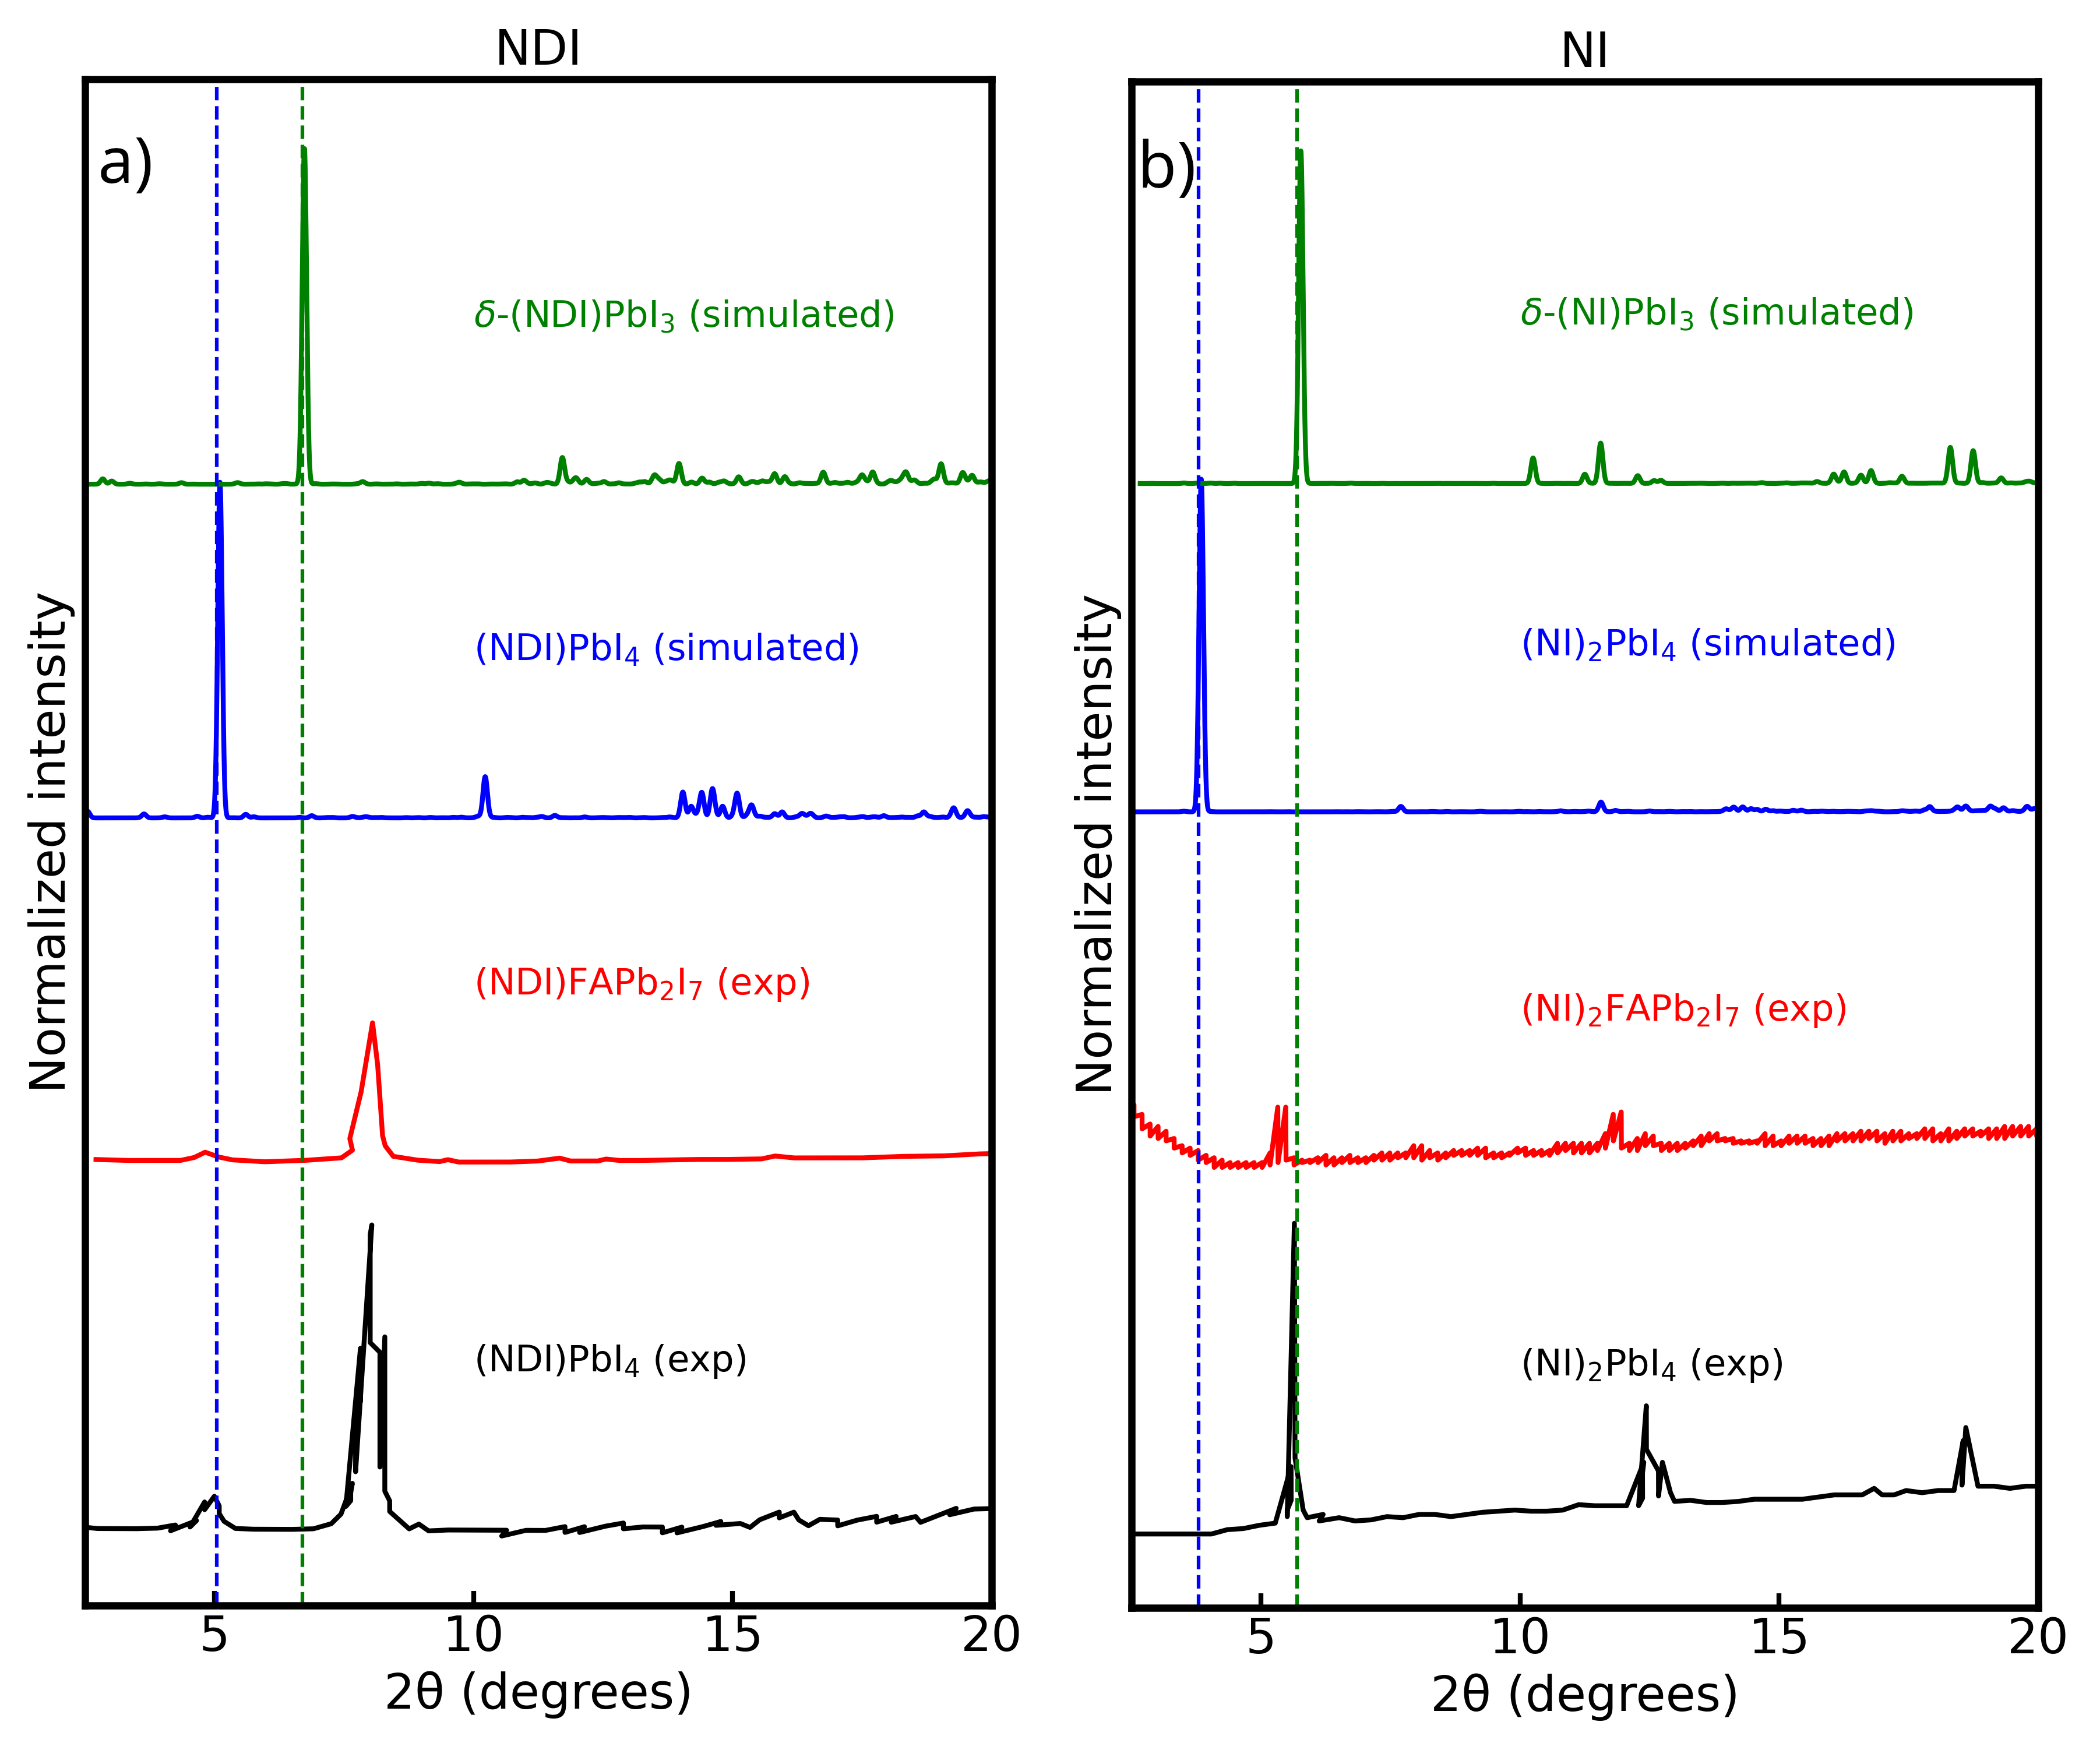 NDI
a)
δ-(NDI)PbI₃ (simulated)
(NDI)PbI₄ (simulated)
(NDI)FAPb₂I₇ (exp)
(NDI)PbI₄ (exp)
Normalized intensity
5 10 15 20
2θ (degrees)
NI
b)
δ-(NI)PbI₃ (simulated)
(NI)₂PbI₄ (simulated)
(NI)₂FAPb₂I₇ (exp)
(NI)₂PbI₄ (exp)
Normalized intensity
5 10 15 20
2θ (degrees)